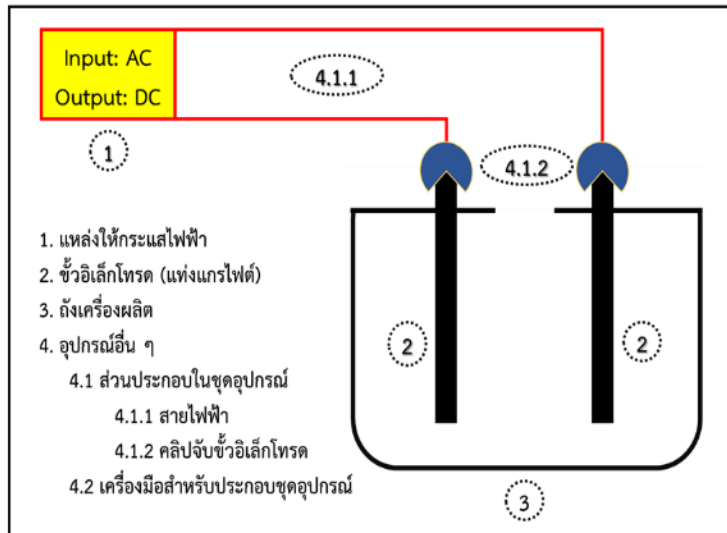 Input: AC
Output: DC
4.1.1
1
4.1.2
1. แหล่งให้กระแสไฟฟ้า
2. ขั้วอิเล็กโทรด (แท่งแกรไฟต์)
3. ถังเครื่องผลิต
4. อุปกรณ์อื่น ๆ
4.1 ส่วนประกอบในชุดอุปกรณ์
4.1.1 สายไฟฟ้า
4.1.2 คลิปจับขั้วอิเล็กโทรด
4.2 เครื่องมือสำหรับประกอบชุดอุปกรณ์
2
2
3